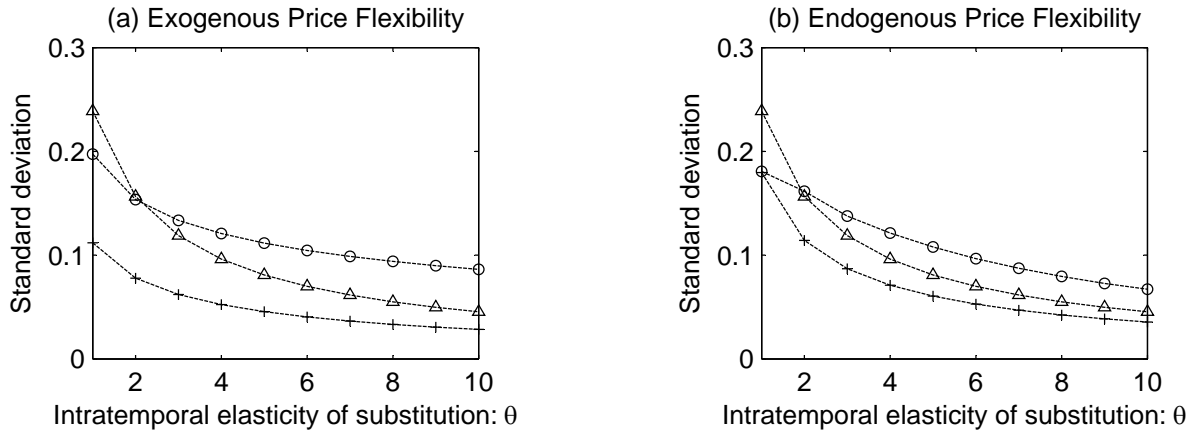 (a) Exogenous Price Flexibility
0.3
0.2
0.1
0
Standard deviation
2 4 6 8 10
Intratemporal elasticity of substitution: θ
(b) Endogenous Price Flexibility
0.3
0.2
0.1
0
Standard deviation
2 4 6 8 10
Intratemporal elasticity of substitution: θ